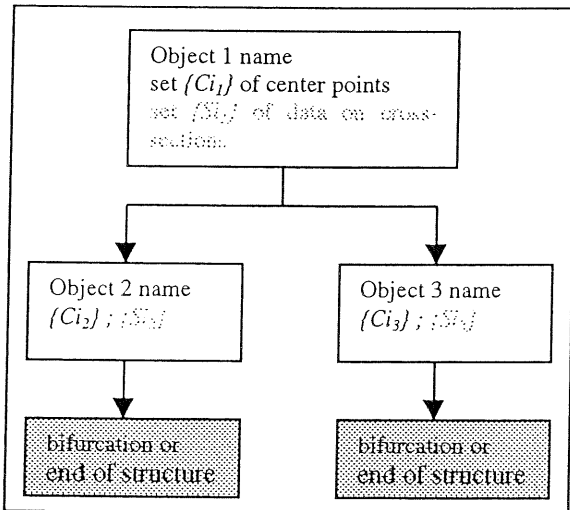 Object 1 name
set {Ci₁} of center points
set {Si₁} of data on cross-
sections.
Object 2 name
{Ci₂} ; {Si₂}
Object 3 name
{Ci₃} ; {Si₃}
bifurcation or
end of structure
bifurcation or
end of structure